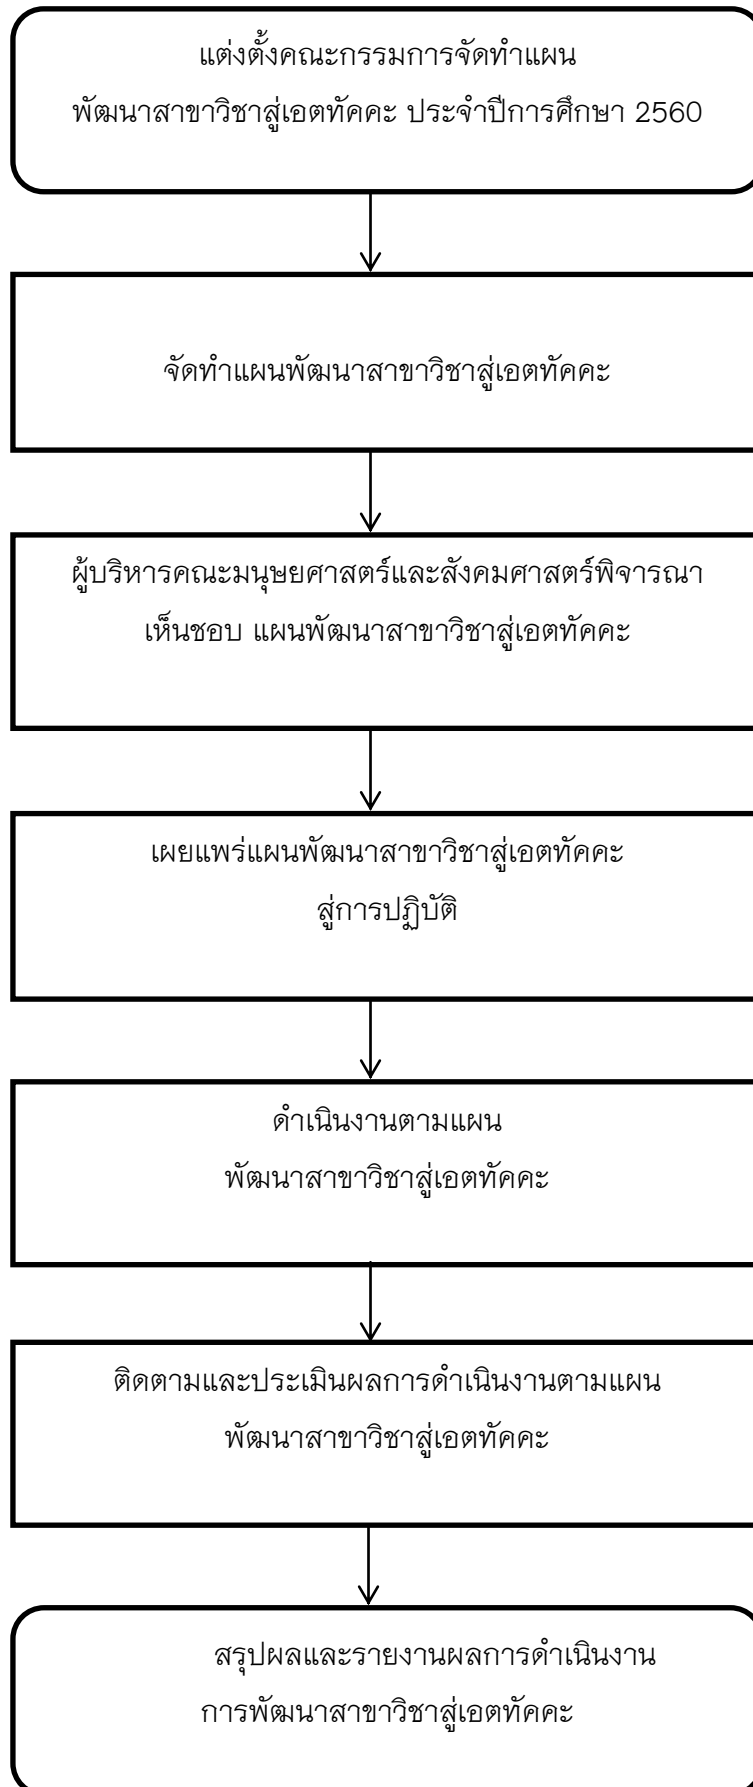 แต่งตั้งคณะกรรมการจัดทำแผน
พัฒนาสาขาวิชาสู่เอตทัคคะ ประจำปีการศึกษา 2560
จัดทำแผนพัฒนาสาขาวิชาสู่เอตทัคคะ
ผู้บริหารคณะมนุษยศาสตร์และสังคมศาสตร์พิจารณา
เห็นชอบ แผนพัฒนาสาขาวิชาสู่เอตทัคคะ
เผยแพร่แผนพัฒนาสาขาวิชาสู่เอตทัคคะ
สู่การปฏิบัติ
ดำเนินงานตามแผน
พัฒนาสาขาวิชาสู่เอตทัคคะ
ติดตามและประเมินผลการดำเนินงานตามแผน
พัฒนาสาขาวิชาสู่เอตทัคคะ
สรุปผลและรายงานผลการดำเนินงาน
การพัฒนาสาขาวิชาสู่เอตทัคคะ